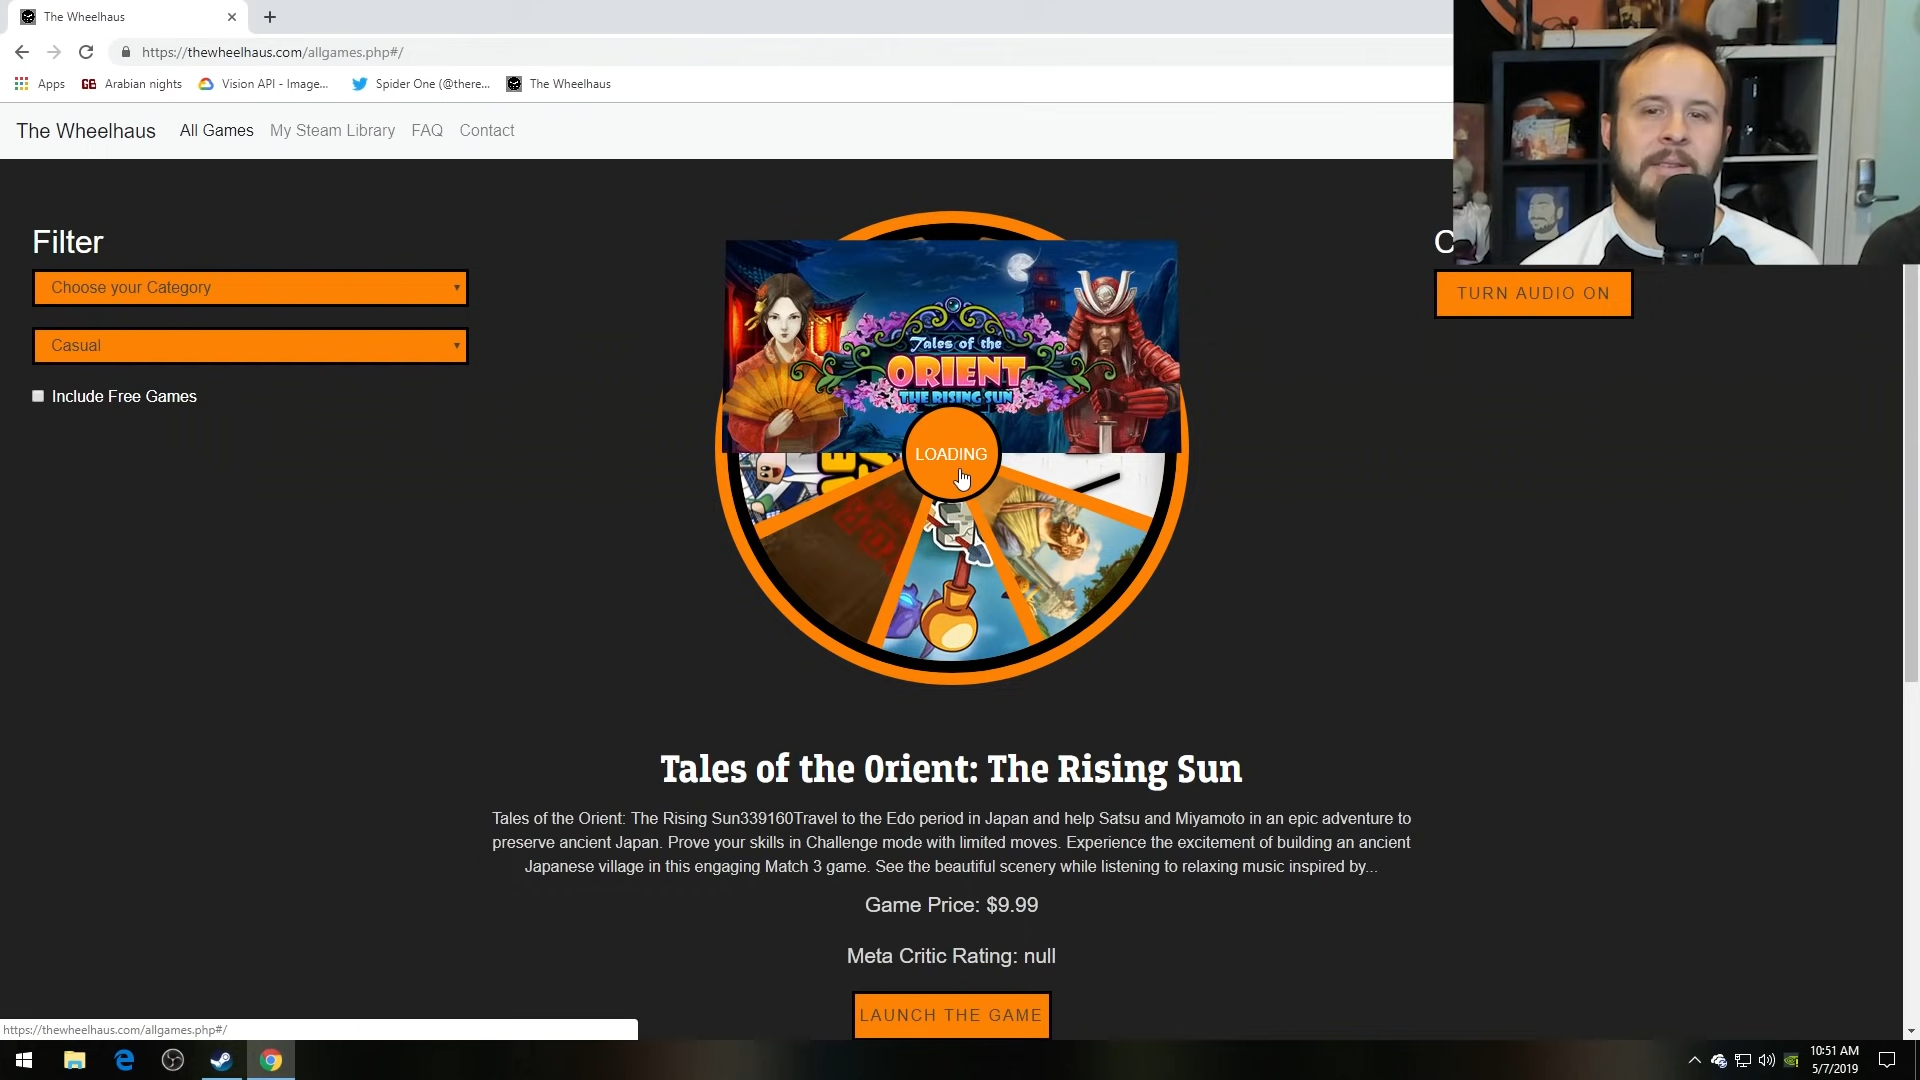 The Wheelhaus
https://thewheelhaus.com/allgames.php#/
Apps
GB Arabian nights
Vision API - Image...
Spider One (@there...
The Wheelhaus
The Wheelhaus
All Games
My Steam Library
FAQ
Contact
Filter
Choose your Category
Casual
Include Free Games
C
TURN AUDIO ON
Tales of the
ORIENT
THE RISING SUN
LOADING
Tales of the Orient: The Rising Sun
Tales of the Orient: The Rising Sun339160Travel to the Edo period in Japan and help Satsu and Miyamoto in an epic adventure to
preserve ancient Japan. Prove your skills in Challenge mode with limited moves. Experience the excitement of building an ancient
Japanese village in this engaging Match 3 game. See the beautiful scenery while listening to relaxing music inspired by...
Game Price: $9.99
Meta Critic Rating: null
LAUNCH THE GAME
https://thewheelhaus.com/allgames.php#/
10:51 AM
5/7/2019